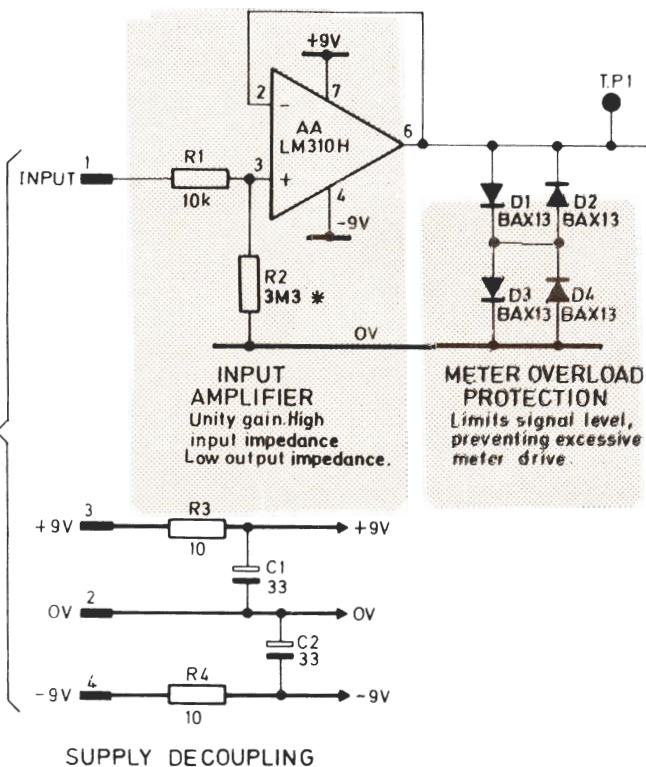 +9V
T.P1
2
-
7
AA
LM310H
6
INPUT
1
R1
10k
3
+
4
-9V
D1
BAX13
D2
BAX13
R2
3M3 *
D3
BAX13
D4
BAX13
0V
INPUT
AMPLIFIER
Unity gain.High
input impedance
Low output impedance.
METER OVERLOAD
PROTECTION
Limits signal level,
preventing excessive
meter drive
+9V
3
R3
10
+9V
C1
33
0V
2
0V
C2
33
-9V
4
R4
10
-9V
SUPPLY DECOUPLING